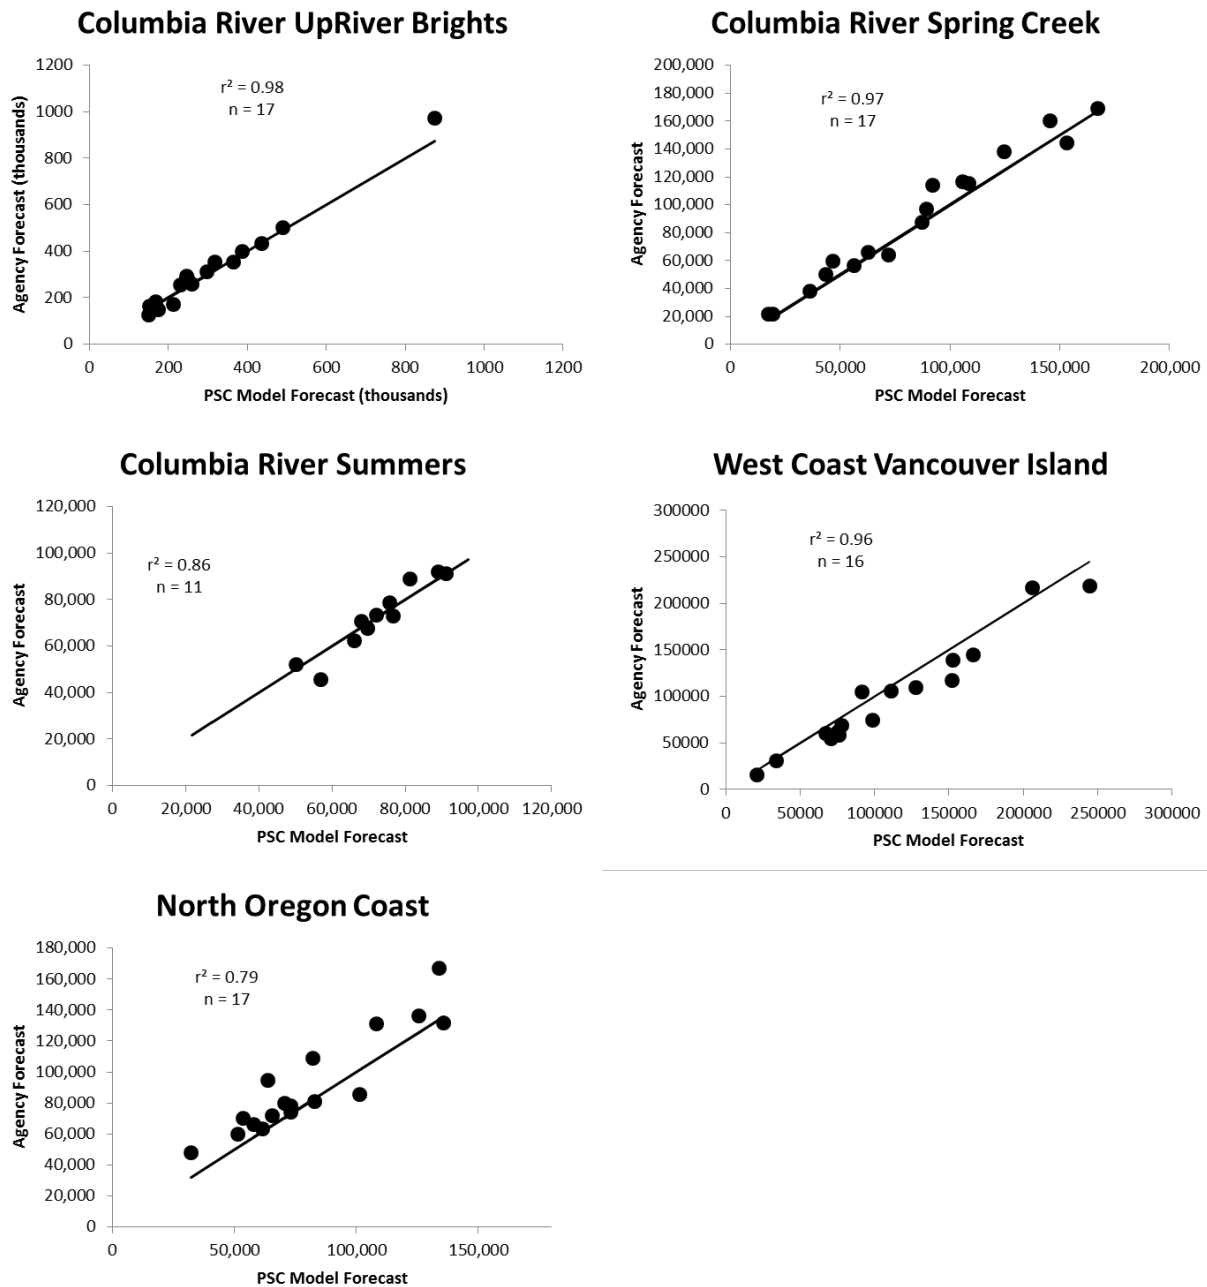 Columbia River UpRiver Brights
1200
1000
800
600
400
200
0
Agency Forecast (thousands)
r² = 0.98
n = 17
0 200 400 600 800 1000 1200
PSC Model Forecast (thousands)
Columbia River Spring Creek
200,000
180,000
160,000
140,000
120,000
100,000
80,000
60,000
40,000
20,000
0
Agency Forecast
r² = 0.97
n = 17
0 50,000 100,000 150,000 200,000
PSC Model Forecast
Columbia River Summers
120,000
100,000
80,000
60,000
40,000
20,000
0
Agency Forecast
r² = 0.86
n = 11
0 20,000 40,000 60,000 80,000 100,000 120,000
PSC Model Forecast
West Coast Vancouver Island
300000
250000
200000
150000
100000
50000
0
Agency Forecast
r² = 0.96
n = 16
0 50000 100000 150000 200000 250000 300000
PSC Model Forecast
North Oregon Coast
180,000
160,000
140,000
120,000
100,000
80,000
60,000
40,000
20,000
0
Agency Forecast
r² = 0.79
n = 17
0 50,000 100,000 150,000
PSC Model Forecast